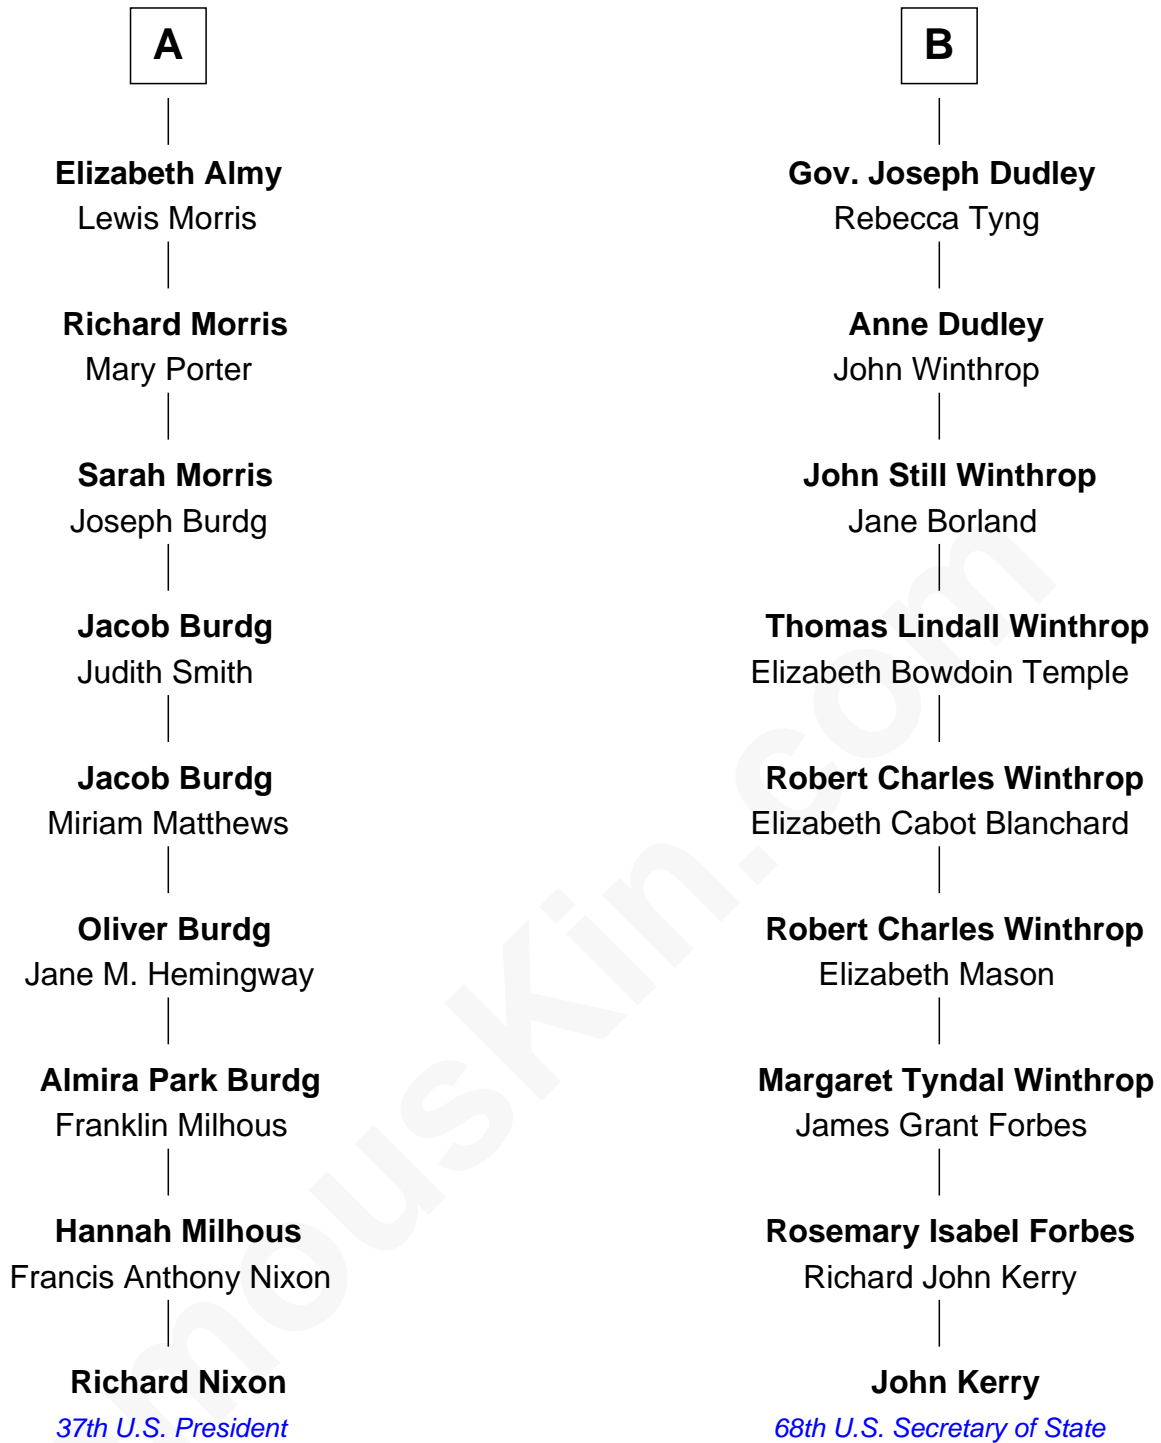 A
Elizabeth Almy
Lewis Morris
Richard Morris
Mary Porter
Sarah Morris
Joseph Burdg
Jacob Burdg
Judith Smith
Jacob Burdg
Miriam Matthews
Oliver Burdg
Jane M. Hemingway
Almira Park Burdg
Franklin Milhous
Hannah Milhous
Francis Anthony Nixon
Richard Nixon
37th U.S. President
B
Gov. Joseph Dudley
Rebecca Tyng
Anne Dudley
John Winthrop
John Still Winthrop
Jane Borland
Thomas Lindall Winthrop
Elizabeth Bowdoin Temple
Robert Charles Winthrop
Elizabeth Cabot Blanchard
Robert Charles Winthrop
Elizabeth Mason
Margaret Tyndal Winthrop
James Grant Forbes
Rosemary Isabel Forbes
Richard John Kerry
John Kerry
68th U.S. Secretary of State
mousKin.com